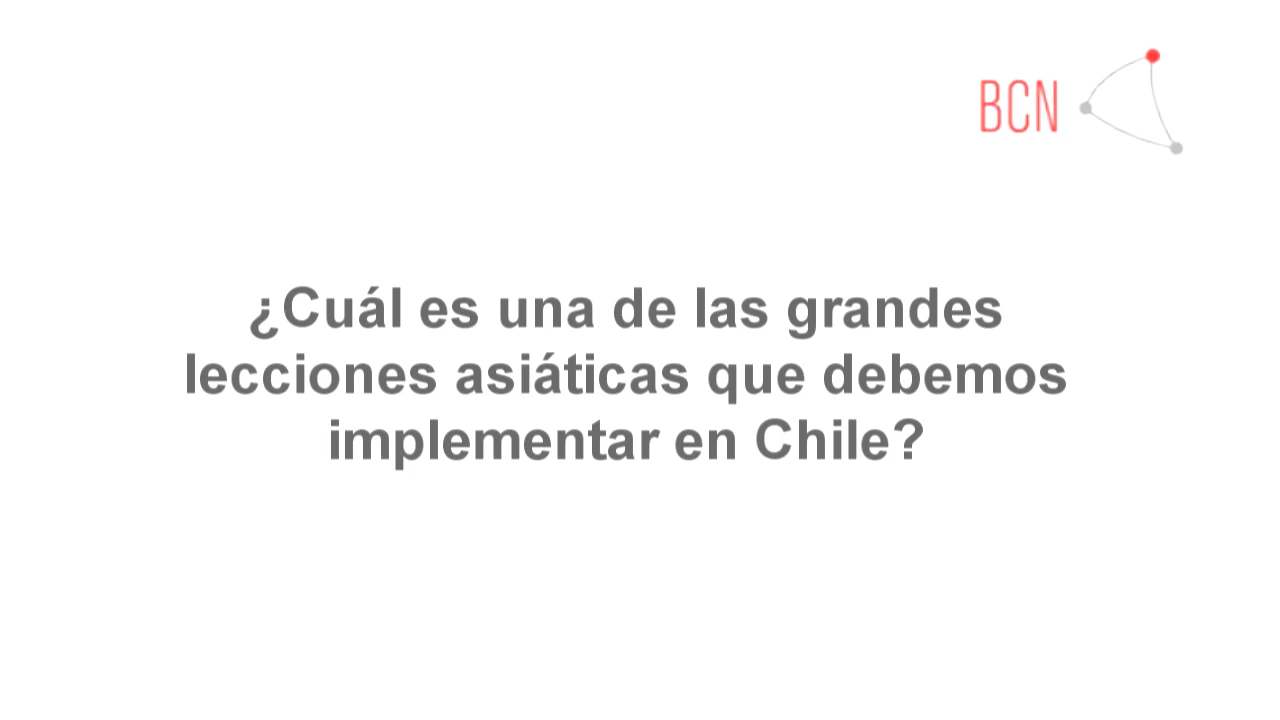 BCN
¿Cuál es una de las grandes
lecciones asiáticas que debemos
implementar en Chile?